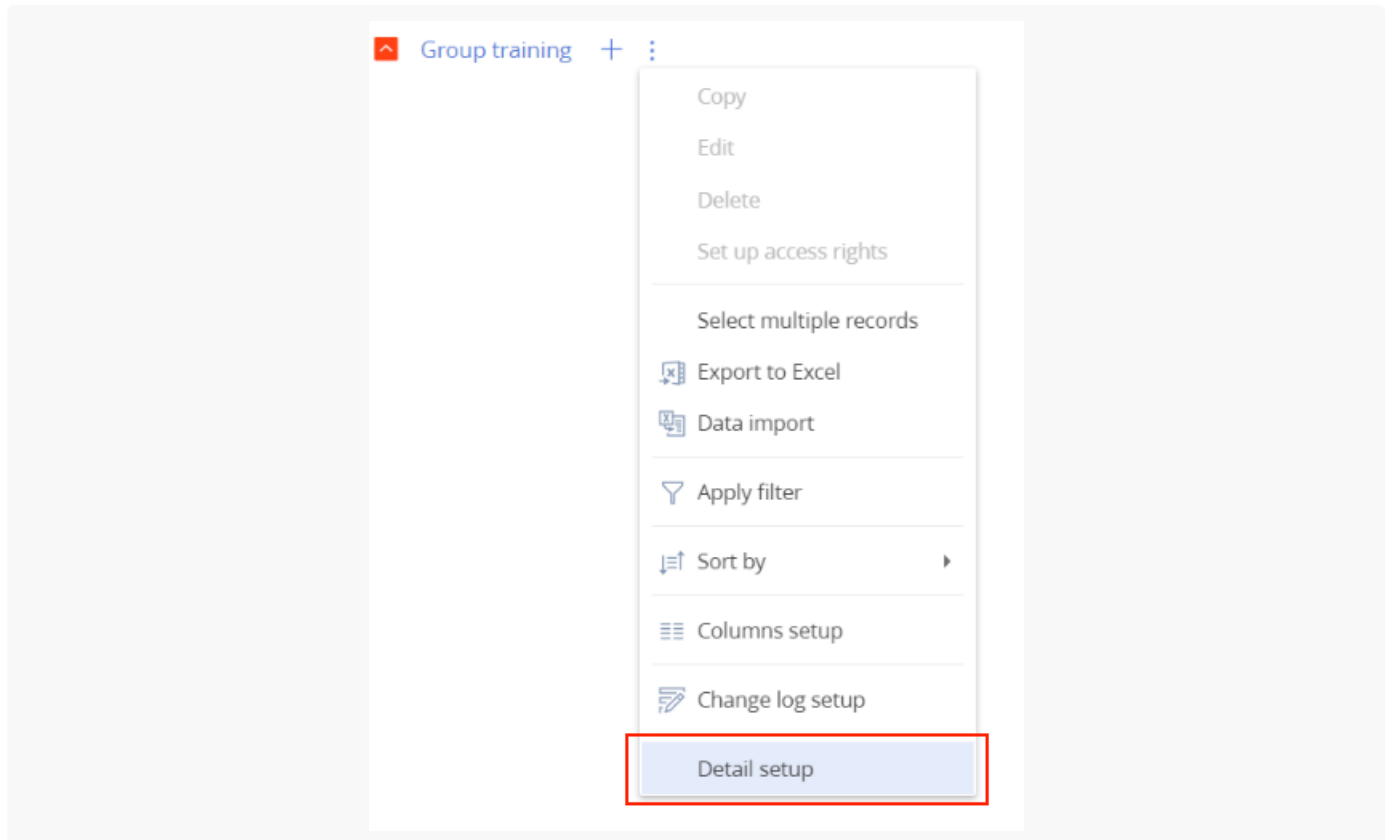 Group training
Copy
Edit
Delete
Set up access rights
Select multiple records
Export to Excel
Data import
Apply filter
Sort by
Columns setup
Change log setup
Detail setup